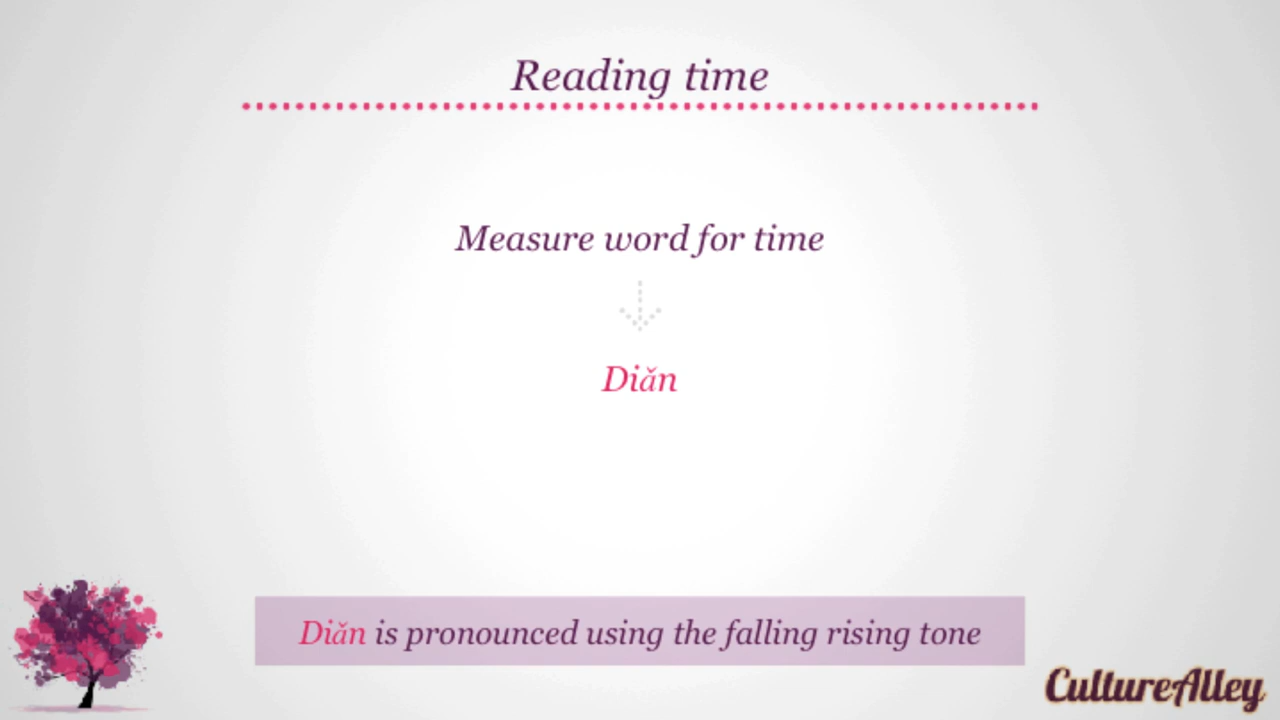 Reading time
Measure word for time
Diǎn
Diǎn is pronounced using the falling rising tone
CultureAlley